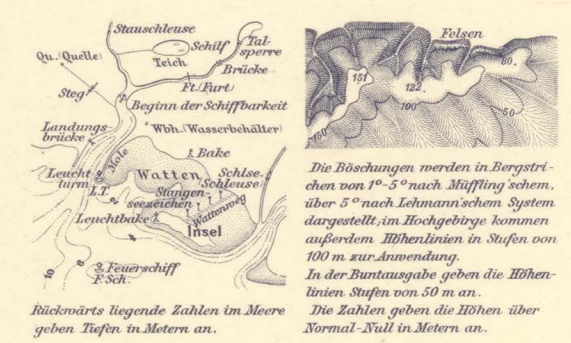 Stauschleuse
Qu. (Quelle)
Schilf
Teich
Tal-
sperre
Brücke
Steg
Ft. (Furt)
Beginn der Schiffbarkeit
Landungs-
brücke
Wbh. (Wasserbehälter)
Mole
Bake
Leucht
turm
L.T.
Watten
Schlse.
Schleuse
Stangen-
seezeichen
Wattenweg
Leuchtbake
Insel
2
4
6
10
Feuerschiff
F. Sch.
Rückwärts liegende Zahlen im Meere
geben Tiefen in Metern an.
Felsen
151
122
100
80
50
150
Die Böschungen werden in Bergstri-
chen von 1°-5° nach Müffling'schem,
über 5° nach Lehmann'schem System
dargestellt; im Hochgebirge kommen
außerdem Höhenlinien in Stufen von
100 m zur Anwendung.
In der Buntausgabe geben die Höhen-
linien Stufen von 50 m an.
Die Zahlen geben die Höhen über
Normal-Null in Metern an.